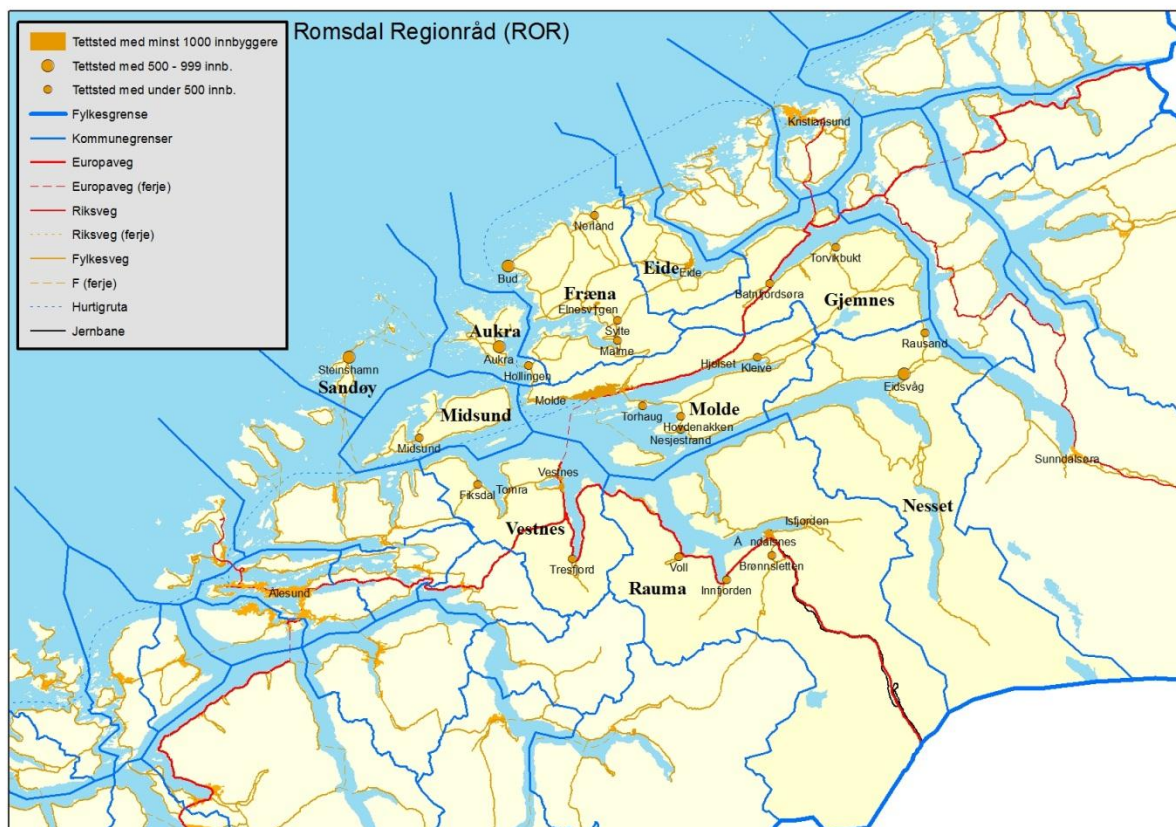 Romsdal Regionråd (ROR)
Tettsted med minst 1000 innbyggere
Tettsted med 500 - 999 innb.
Tettsted med under 500 innb.
Fylkesgrense
Kommunegrenser
Europaveg
Europaveg (ferje)
Riksveg
Riksveg (ferje)
Fylkesveg
F (ferje)
Hurtigruta
Jernbane
Kristiansund
Nerland
Torvikbukt
Bud
Eide
Eide
Batnfjordsøra
Fræna
Gjemnes
Elnesvågen
Sylte
Aukra
Malme
Rausand
Aukra
Hollingen
Hjelset
Kleive
Steinshamn
Sandøy
Eidsvåg
Molde
Midsund
Torhaug
Molde
Hovdenakken
Nesjestrand
Midsund
Sunndalsøra
Vestnes
Fiksdal
Tomra
Nesset
Vestnes
Isfjorden
Å ndalsnes
Voll
Brønnsletten
Tresfjord
Innfjorden
Rauma
Ålesund